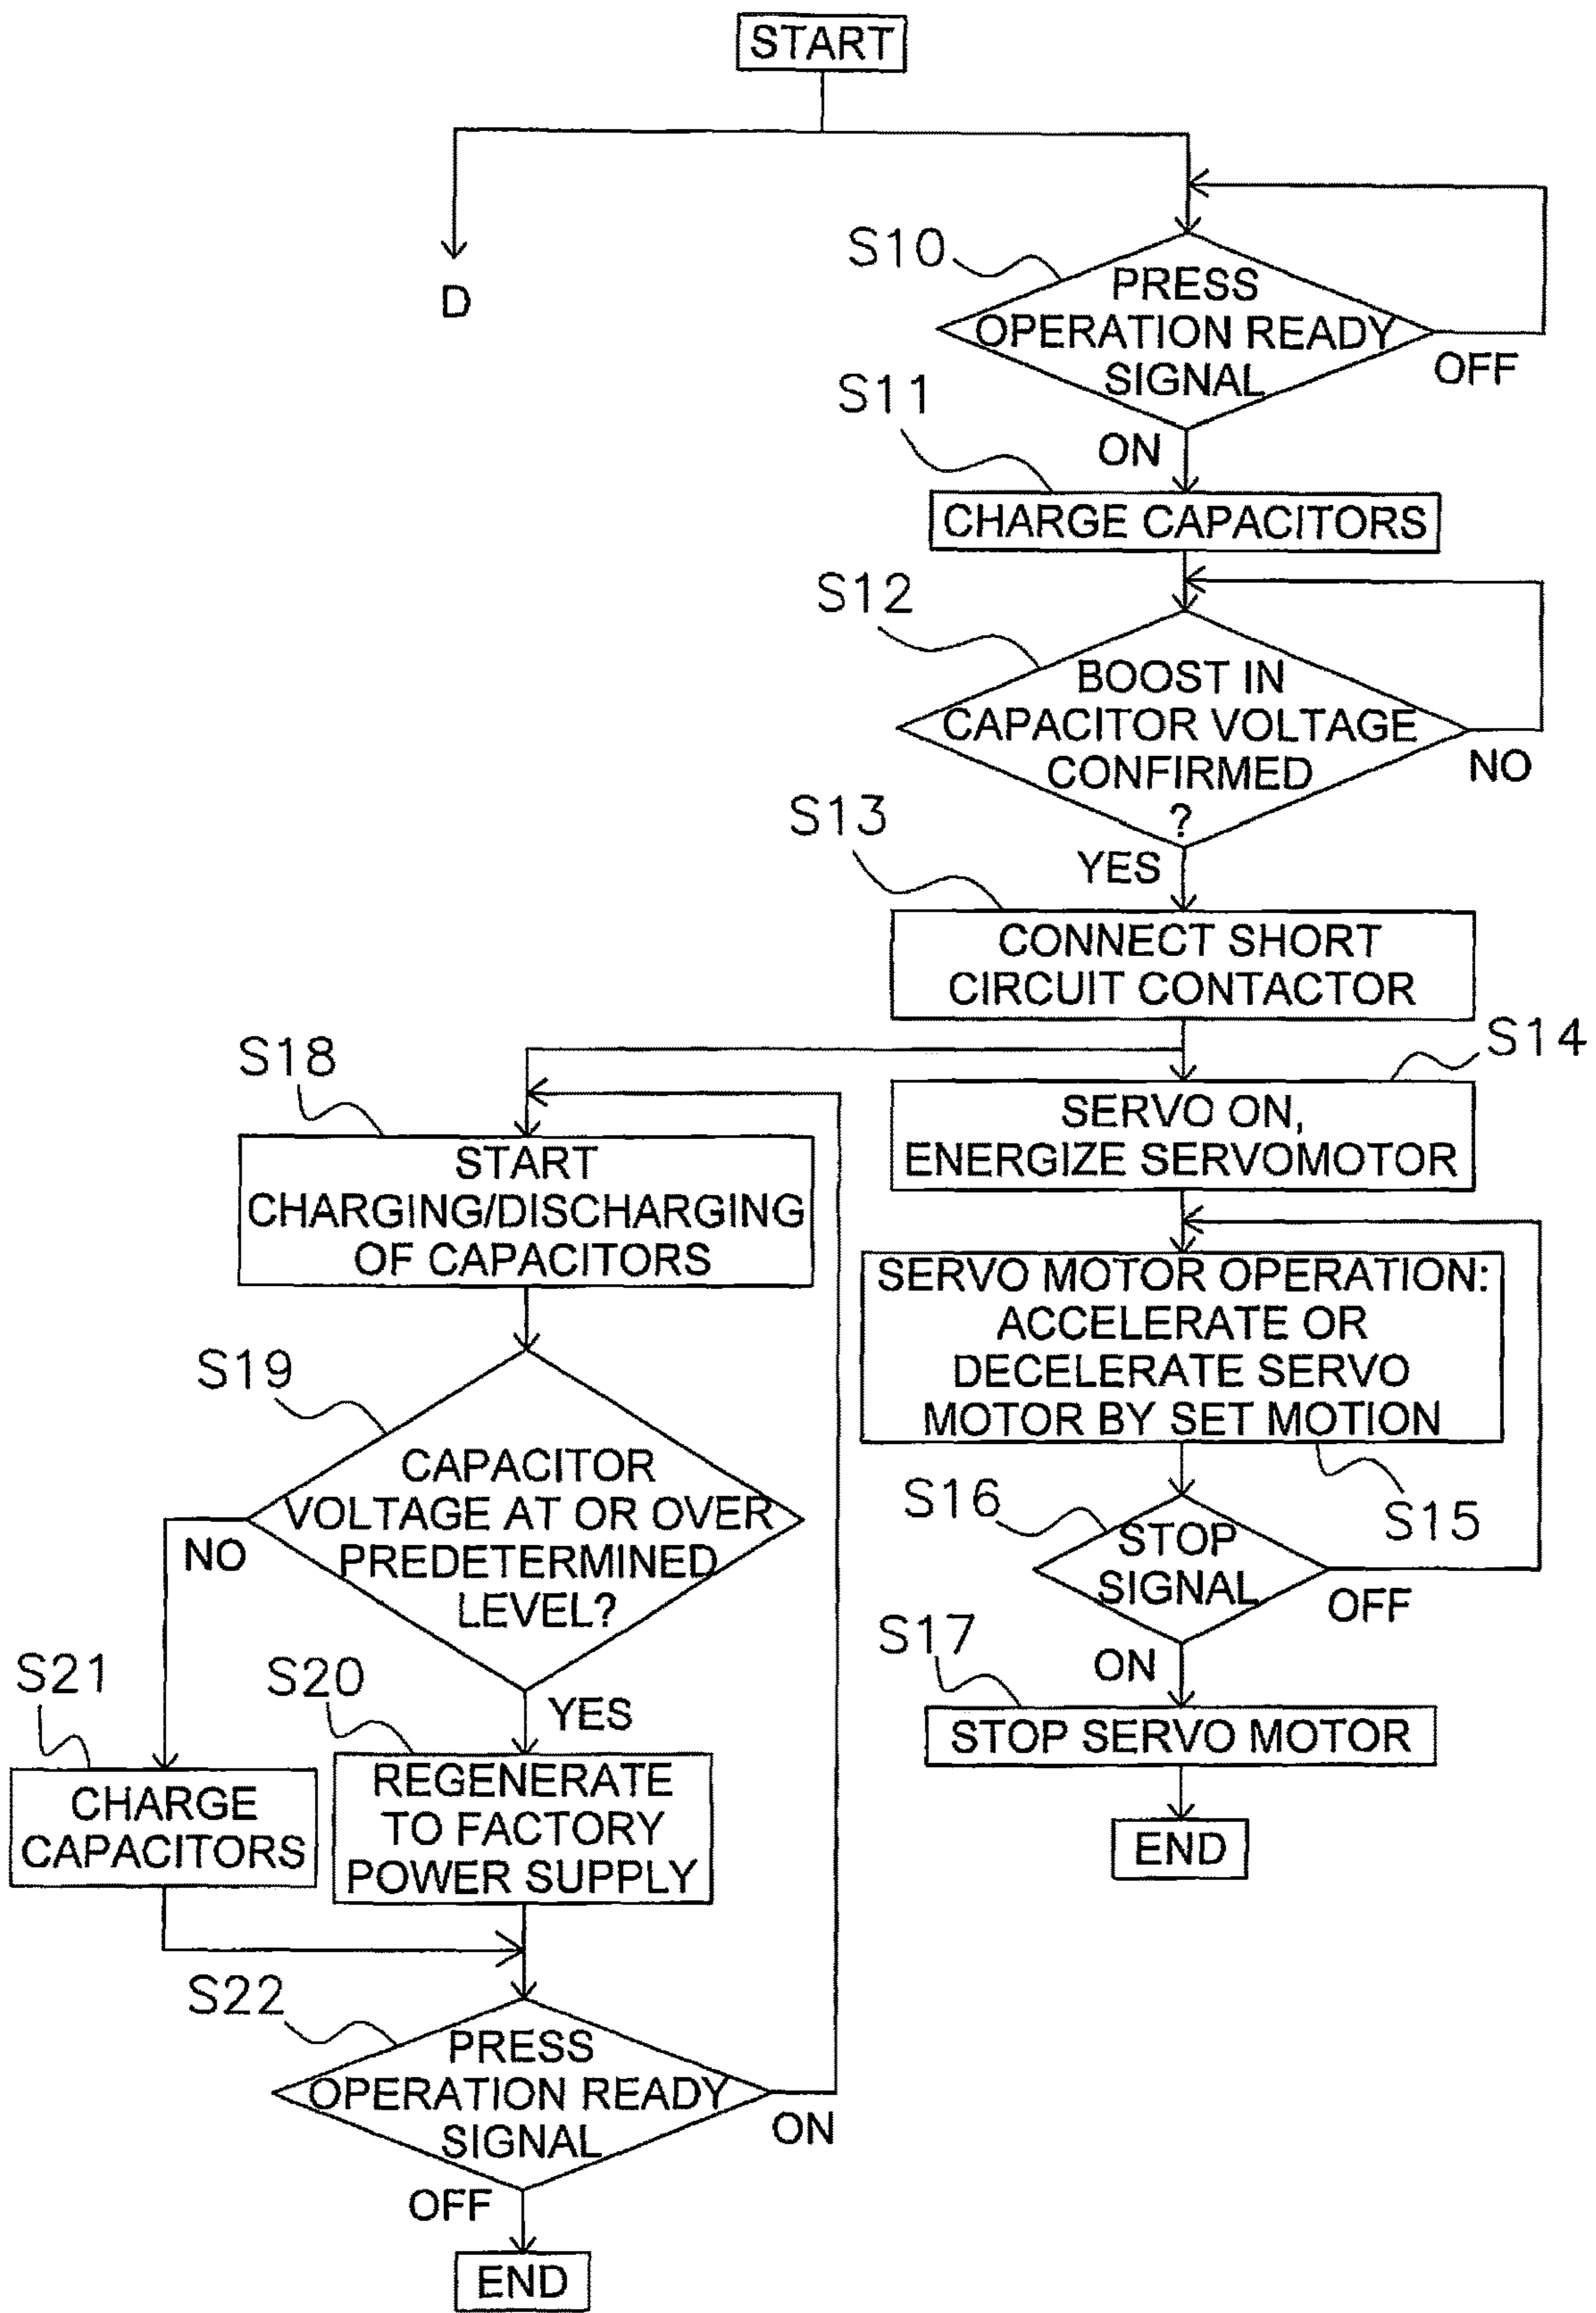 START
D
S10
PRESS
OPERATION READY
SIGNAL
OFF
ON
S11
CHARGE CAPACITORS
S12
BOOST IN
CAPACITOR VOLTAGE
CONFIRMED
?
NO
YES
S13
CONNECT SHORT
CIRCUIT CONTACTOR
S14
SERVO ON,
ENERGIZE SERVOMOTOR
SERVO MOTOR OPERATION:
ACCELERATE OR
DECELERATE SERVO
MOTOR BY SET MOTION
S15
S16
STOP
SIGNAL
OFF
ON
S17
STOP SERVO MOTOR
END
S18
START
CHARGING/DISCHARGING
OF CAPACITORS
S19
CAPACITOR
VOLTAGE AT OR OVER
PREDETERMINED
LEVEL?
NO
YES
S21
CHARGE
CAPACITORS
S20
REGENERATE
TO FACTORY
POWER SUPPLY
S22
PRESS
OPERATION READY
SIGNAL
ON
OFF
END